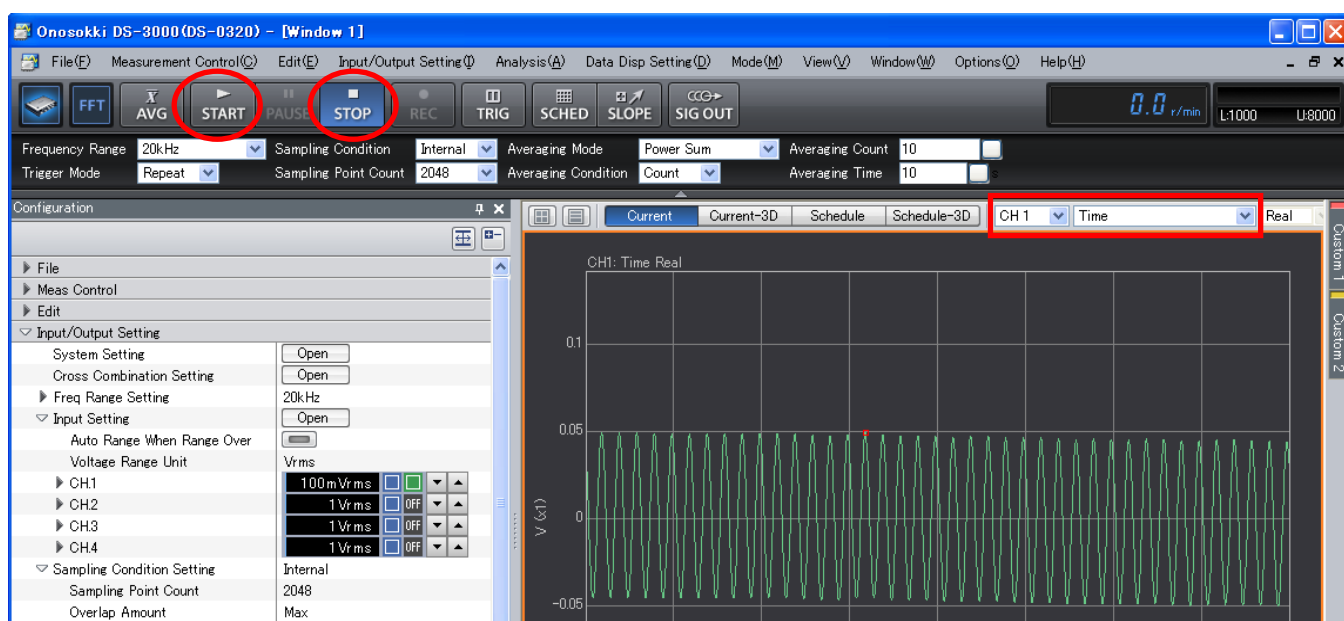 Onosokki DS-3000(DS-0320) - [Window 1]
File(F) Measurement Control(C) Edit(E) Input/Output Setting(I) Analysis(A) Data Disp Setting(D) Mode(M) View(V) Window(W) Options(O) Help(H)
FFT X AVG START PAUSE STOP REC TRIG SCHED SLOPE SIG OUT 0.0 r/min L:1000 U:8000
Frequency Range 20kHz Sampling Condition Internal Averaging Mode Power Sum Averaging Count 10
Trigger Mode Repeat Sampling Point Count 2048 Averaging Condition Count Averaging Time 10 s
Configuration
Current Current-3D Schedule Schedule-3D CH 1 Time Real
Custom 1
Custom 2
File
Meas Control
Edit
Input/Output Setting
System Setting Open
Cross Combination Setting Open
Freq Range Setting 20kHz
Input Setting Open
Auto Range When Range Over
Voltage Range Unit Vrms
CH.1 100mVrms
CH.2 1Vrms OFF
CH.3 1Vrms OFF
CH.4 1Vrms OFF
Sampling Condition Setting Internal
Sampling Point Count 2048
Overlap Amount Max
CH1: Time Real
0.1
0.05
0
-0.05
V (x1)